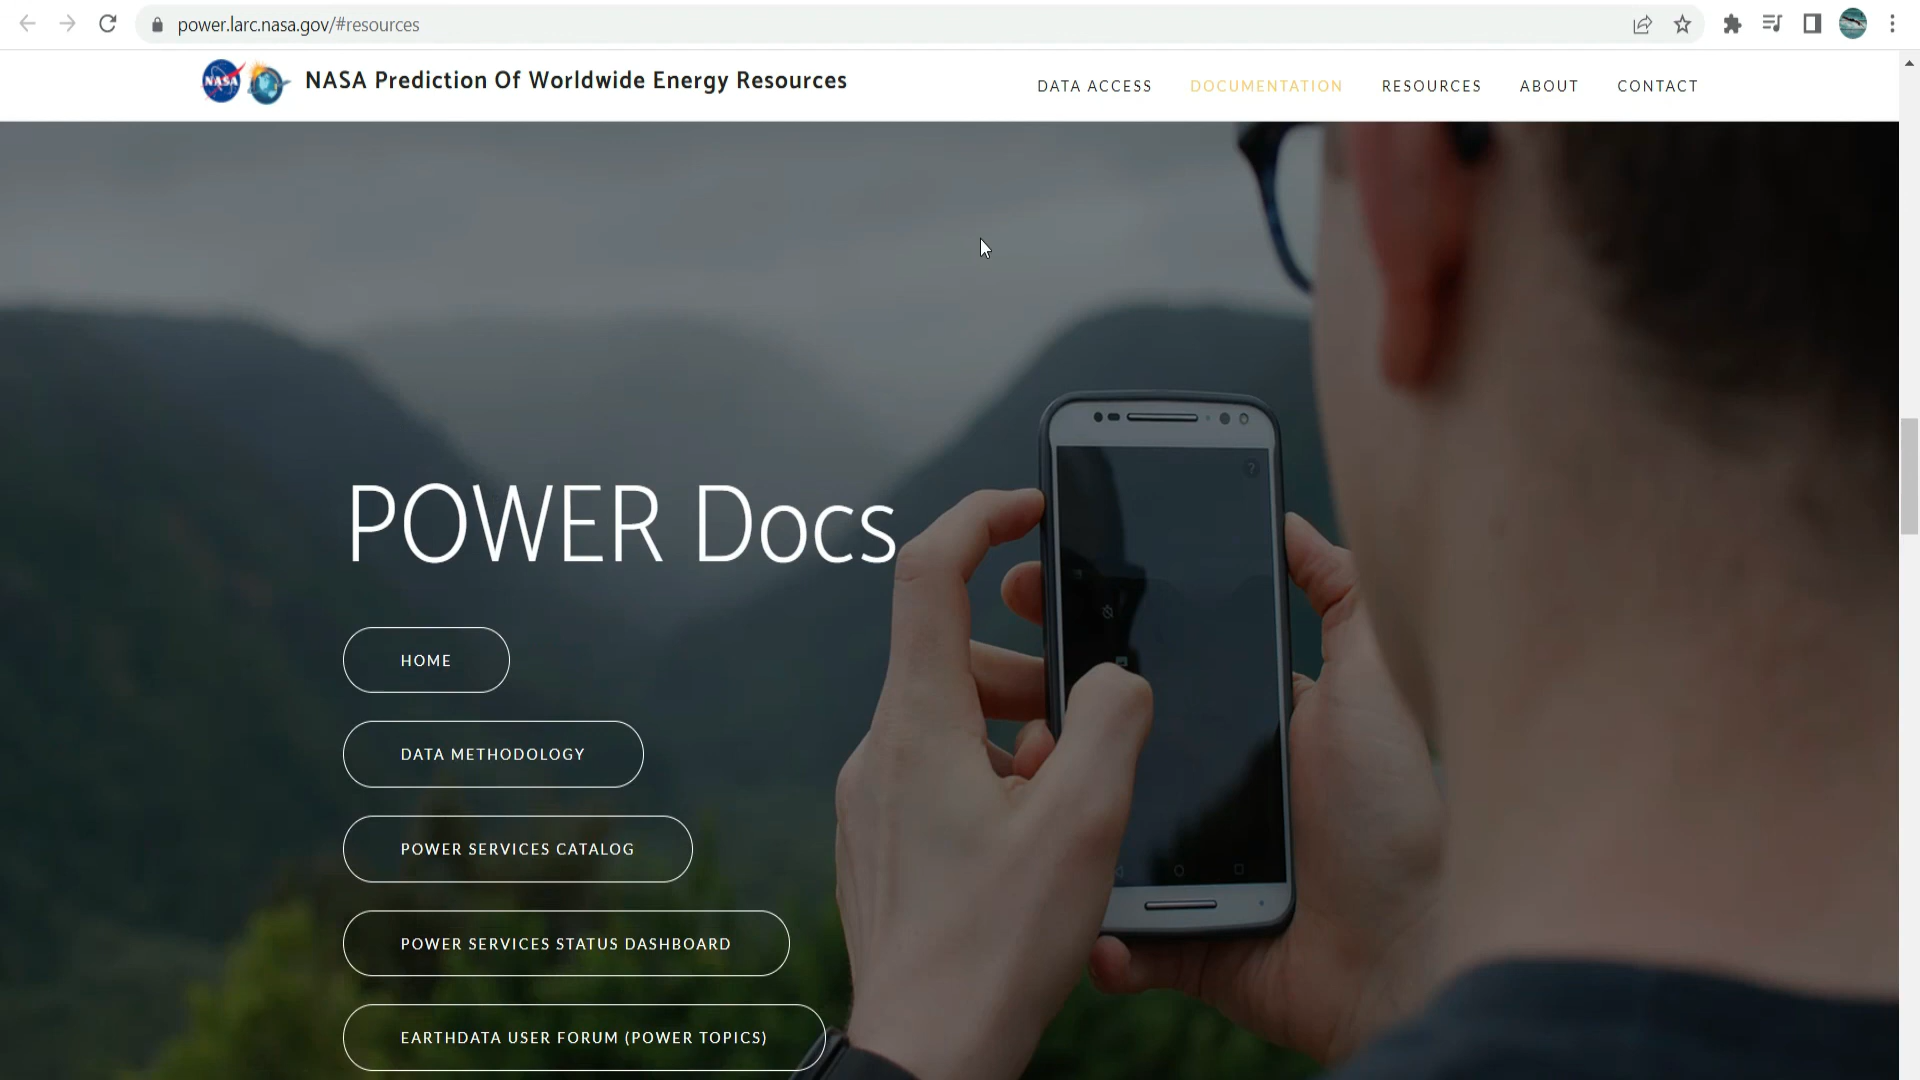 power.larc.nasa.gov/#resources
NASA
NASA Prediction Of Worldwide Energy Resources
DATA ACCESS
DOCUMENTATION
RESOURCES
ABOUT
CONTACT
POWER Docs
HOME
DATA METHODOLOGY
POWER SERVICES CATALOG
POWER SERVICES STATUS DASHBOARD
EARTHDATA USER FORUM (POWER TOPICS)